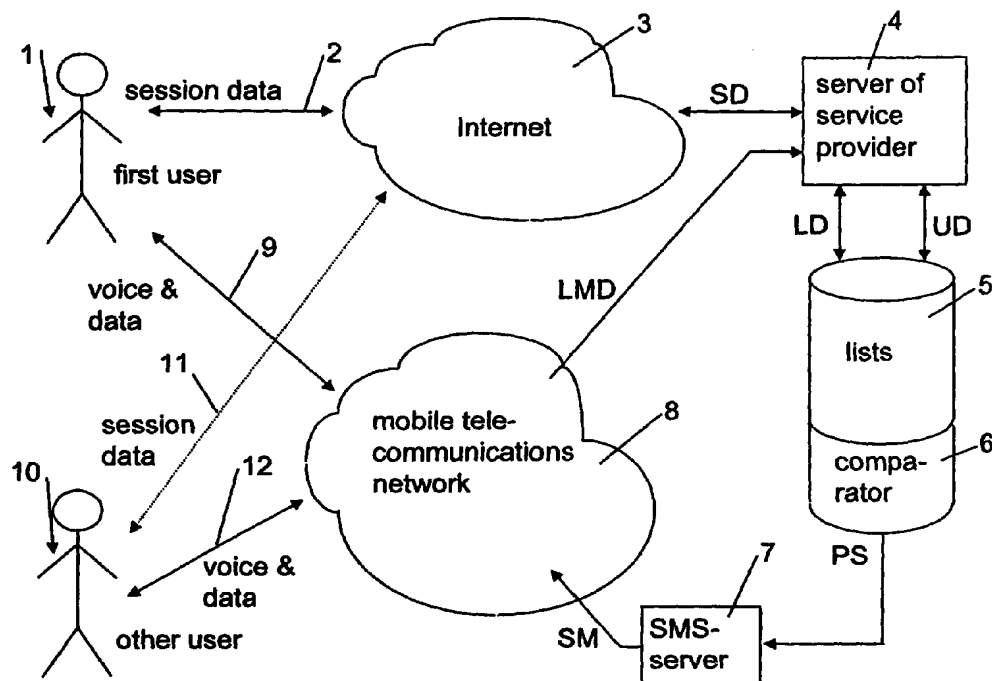 1
2
3
4
session data
SD
server of
service
provider
Internet
first user
LD
UD
9
voice &
data
LMD
5
lists
11
session
data
mobile tele-
communications
network
8
6
compa-
rator
10
12
PS
voice &
data
7
other user
SM
SMS-
server